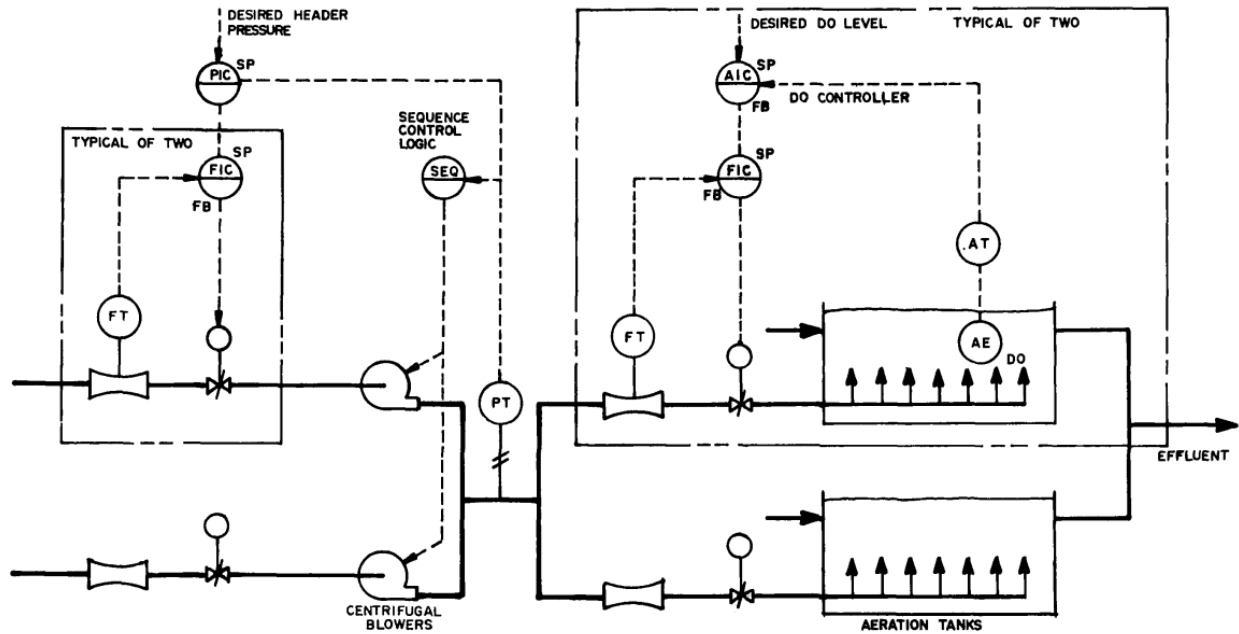 DESIRED HEADER
PRESSURE
PIC
SP
TYPICAL OF TWO
FIC
SP
FB
FT
SEQUENCE
CONTROL
LOGIC
SEQ
PT
CENTRIFUGAL
BLOWERS
DESIRED DO LEVEL
TYPICAL OF TWO
AIC
SP
FB
DO CONTROLLER
FIC
SP
FB
FT
.AT
AE
DO
EFFLUENT
AERATION TANKS